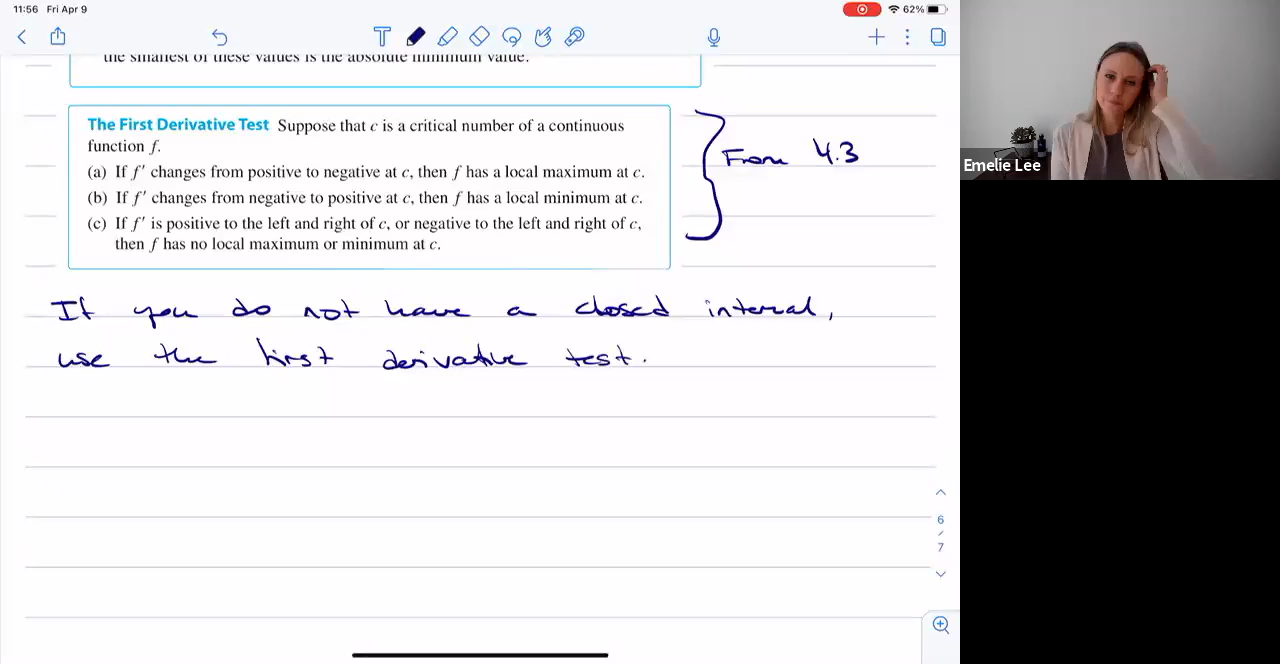 11:56 Fri Apr 9
62%
the smallest of these values is the absolute minimum value.
The First Derivative Test Suppose that c is a critical number of a continuous
function f.
(a) If f′ changes from positive to negative at c, then f has a local maximum at c.
(b) If f′ changes from negative to positive at c, then f has a local minimum at c.
(c) If f′ is positive to the left and right of c, or negative to the left and right of c,
then f has no local maximum or minimum at c.
From 4.3
If you do not have a closed interval,
use the first derivative test.
6
/
7
Emelie Lee